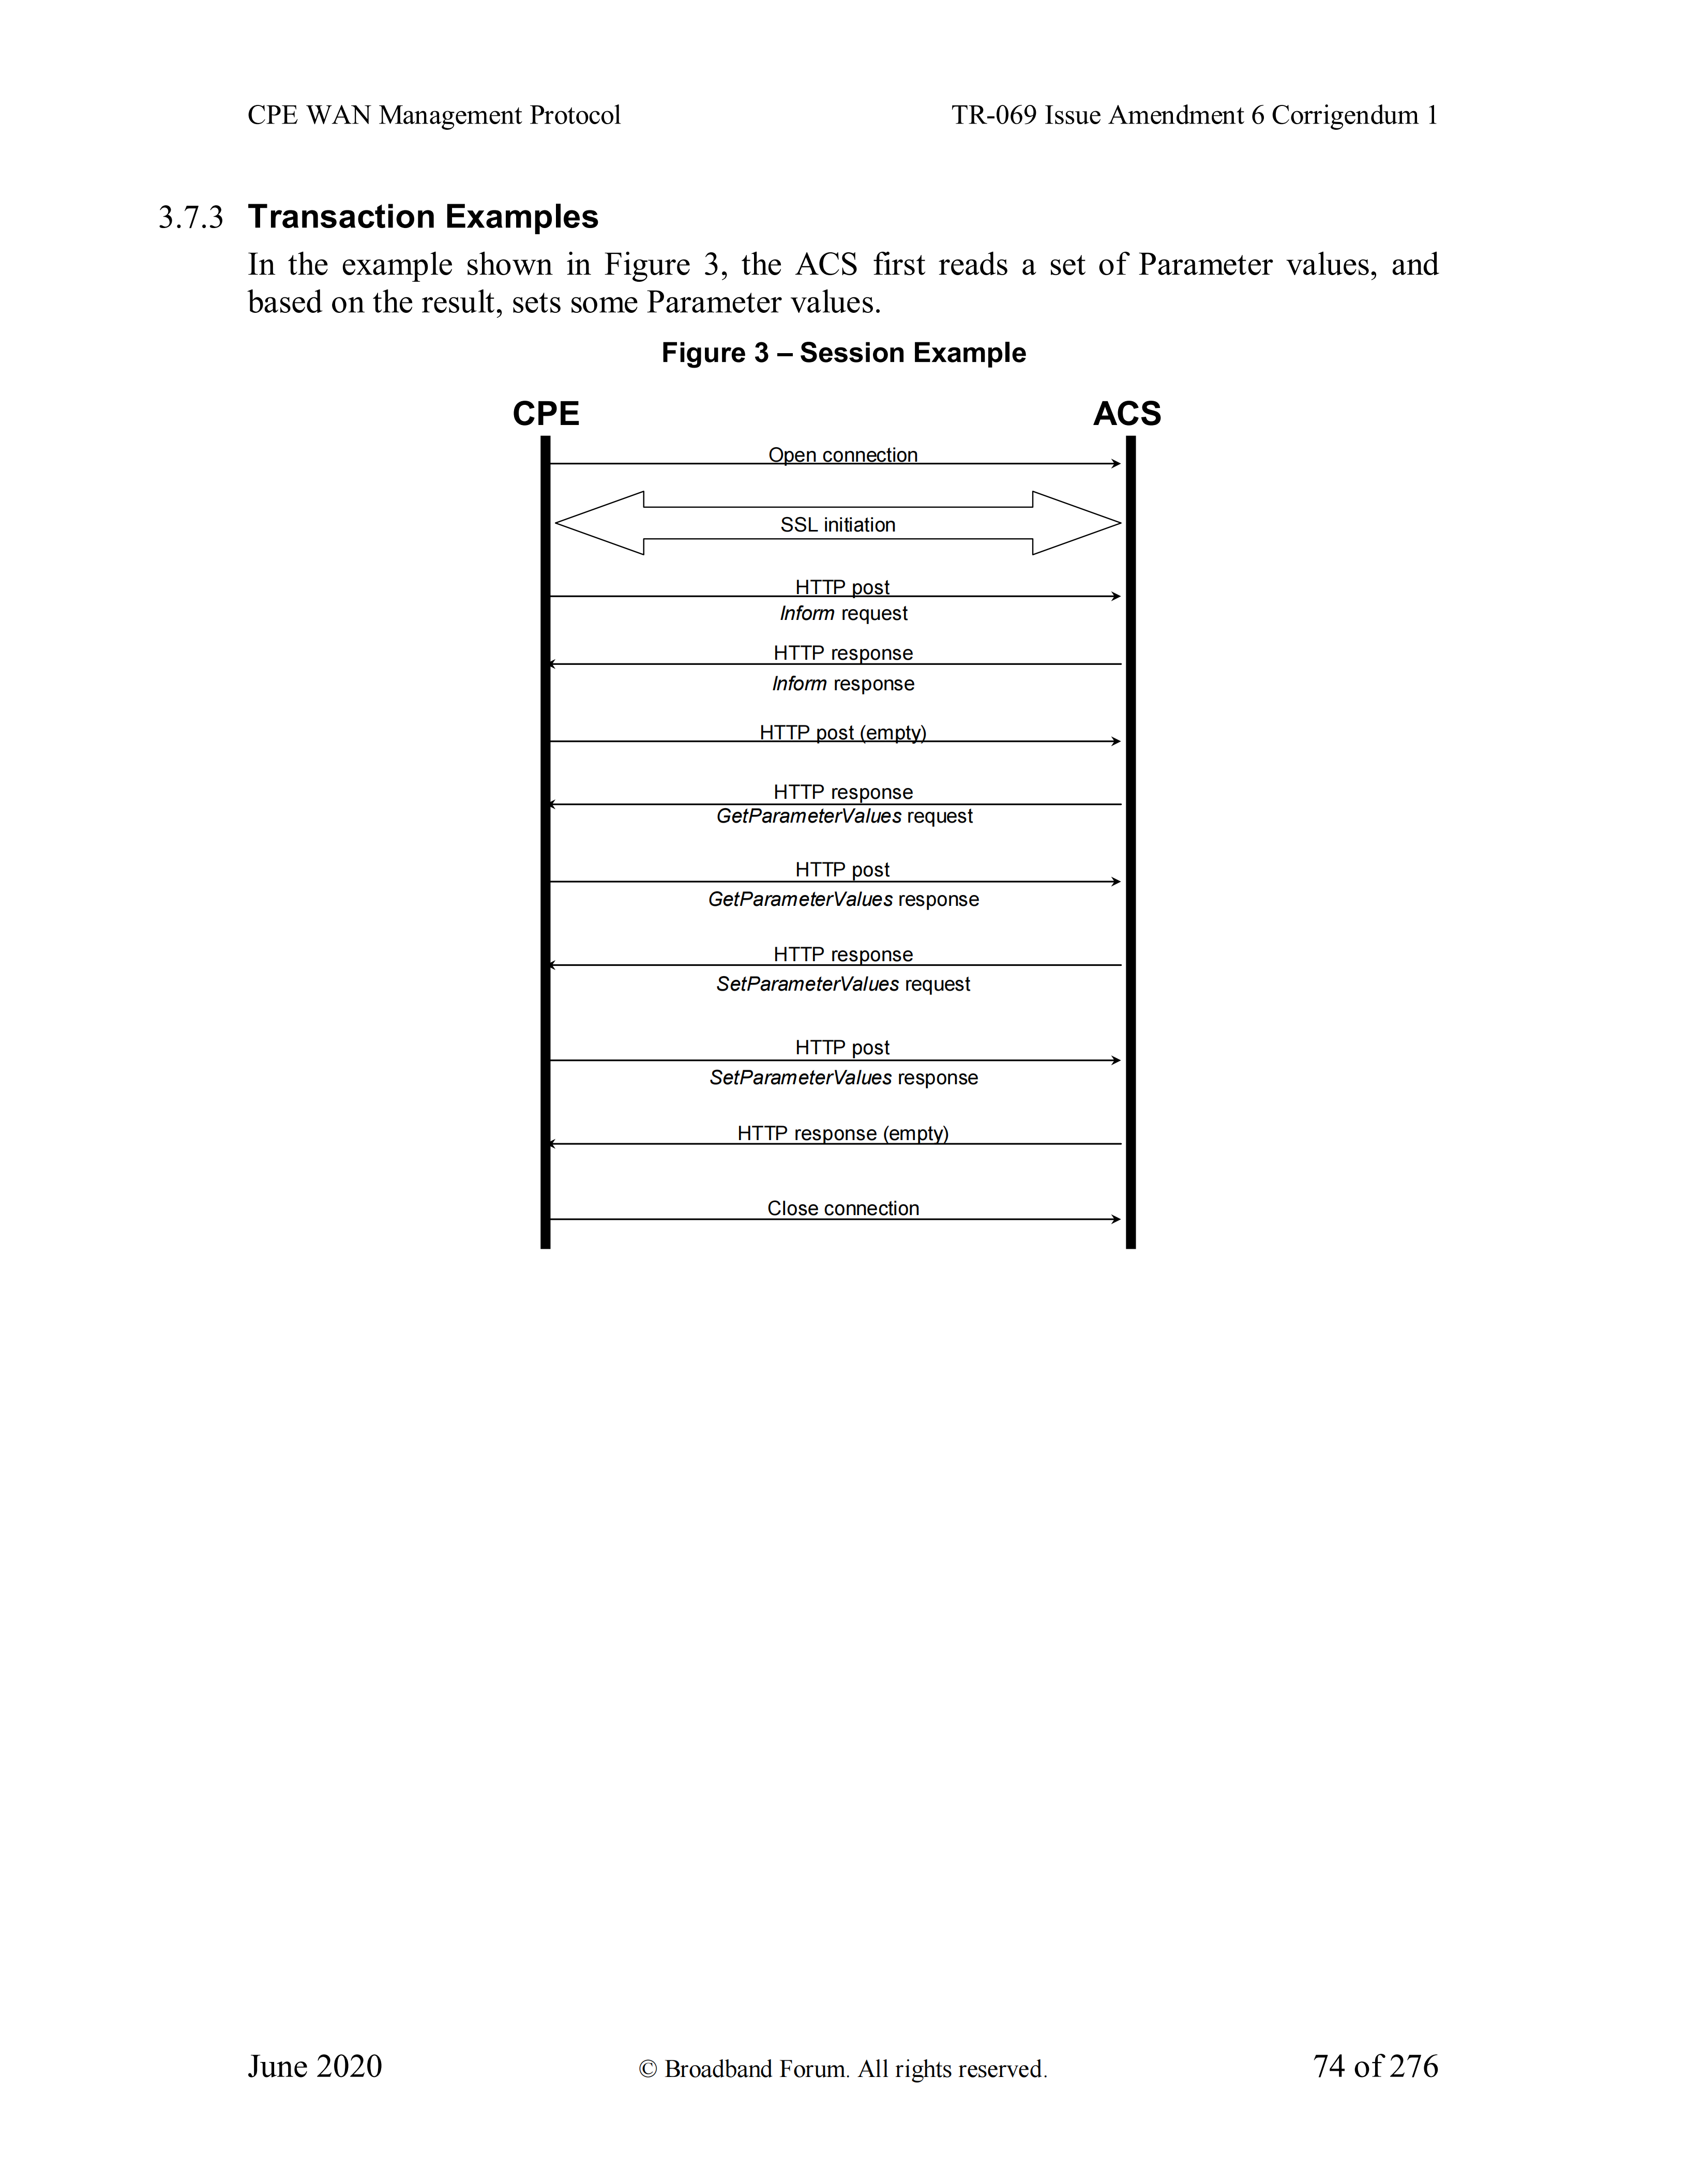 CPE WAN Management Protocol TR-069 Issue Amendment 6 Corrigendum 1
3.7.3 Transaction Examples
In the example shown in Figure 3, the ACS first reads a set of Parameter values, and
based on the result, sets some Parameter values.
Figure 3 – Session Example
CPE ACS
Open connection
SSL initiation
HTTP post
Inform request
HTTP response
Inform response
HTTP post (empty)
HTTP response
GetParameterValues request
HTTP post
GetParameterValues response
HTTP response
SetParameterValues request
HTTP post
SetParameterValues response
HTTP response (empty)
Close connection
June 2020 © Broadband Forum. All rights reserved. 74 of 276